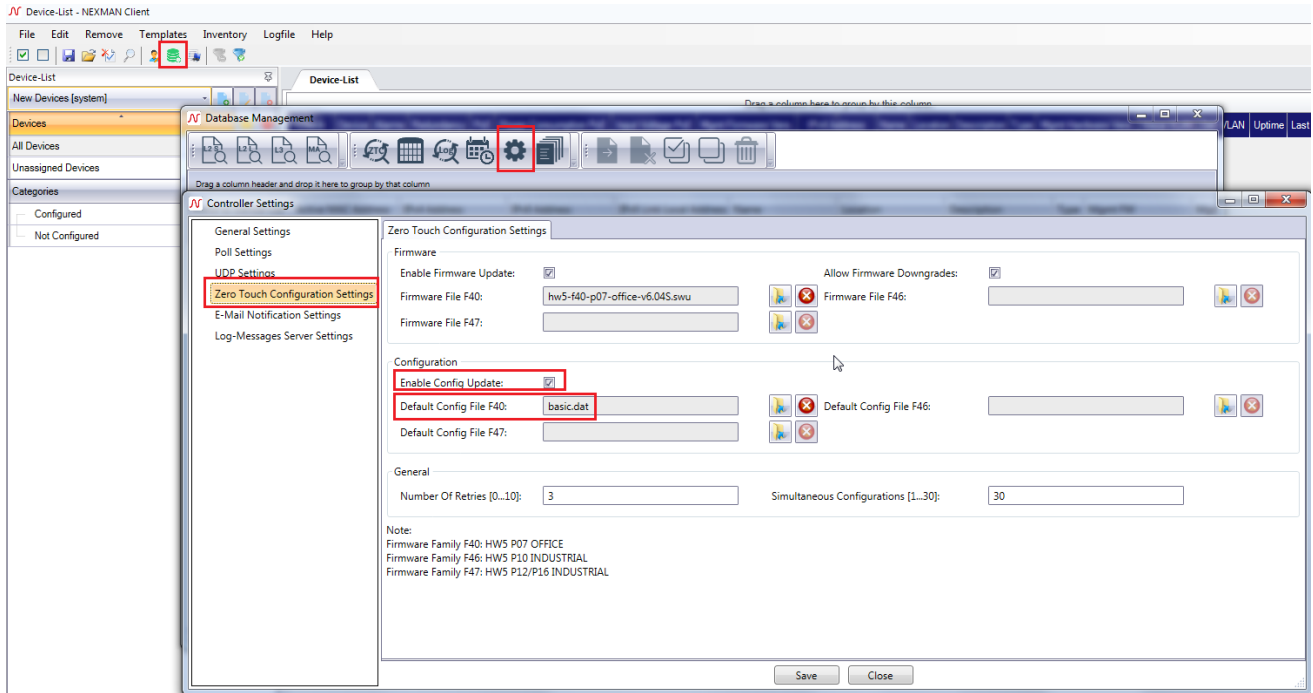 Device-List - NEXMAN Client
File Edit Remove Templates Inventory Logfile Help
Device-List
Device-List
New Devices [system]
Drag a column here to group by this column
Devices
Database Management
VLAN Uptime Last
All Devices
Unassigned Devices
Drag a column header and drop it here to group by that column
Categories
Controller Settings
Configured
Not Configured
General Settings
Poll Settings
UDP Settings
Zero Touch Configuration Settings
E-Mail Notification Settings
Log-Messages Server Settings
Zero Touch Configuration Settings
Firmware
Enable Firmware Update: Allow Firmware Downgrades:
Firmware File F40: hw5-f40-p07-office-v6.04S.swu Firmware File F46:
Firmware File F47:
Configuration
Enable Config Update:
Default Config File F40: basic.dat Default Config File F46:
Default Config File F47:
General
Number Of Retries [0...10]: 3 Simultaneous Configurations [1...30]: 30
Note:
Firmware Family F40: HW5 P07 OFFICE
Firmware Family F46: HW5 P10 INDUSTRIAL
Firmware Family F47: HW5 P12/P16 INDUSTRIAL
Save Close